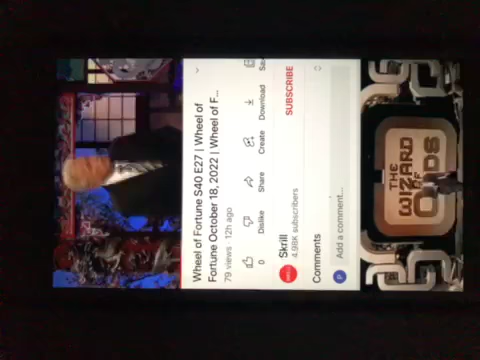 Wheel of Fortune S40 E27 | Wheel of
Fortune October 18, 2022 | Wheel of F...
79 views 12h ago
0
Dislike
Share
Create
Download
Skrill
4.98K subscribers
SUBSCRIBE
Comments
P
Add a comment...
THE
WIZARD
OF
ODDS